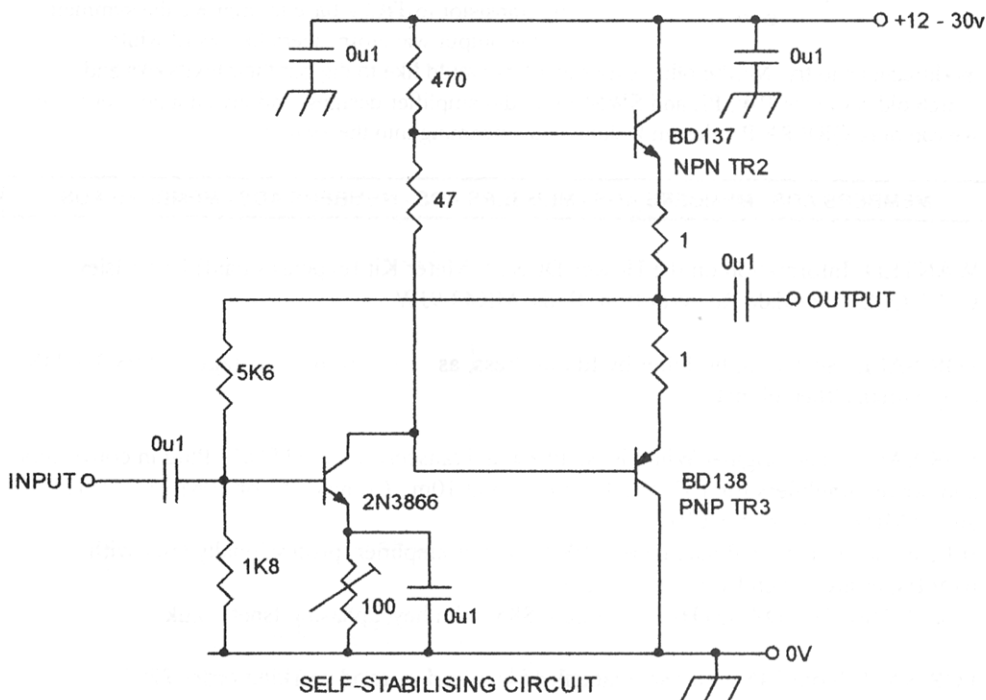 +12 - 30v
0u1
0u1
470
BD137
NPN TR2
47
1
0u1
OUTPUT
1
5K6
0u1
INPUT
2N3866
BD138
PNP TR3
1K8
100
0u1
0V
SELF-STABILISING CIRCUIT